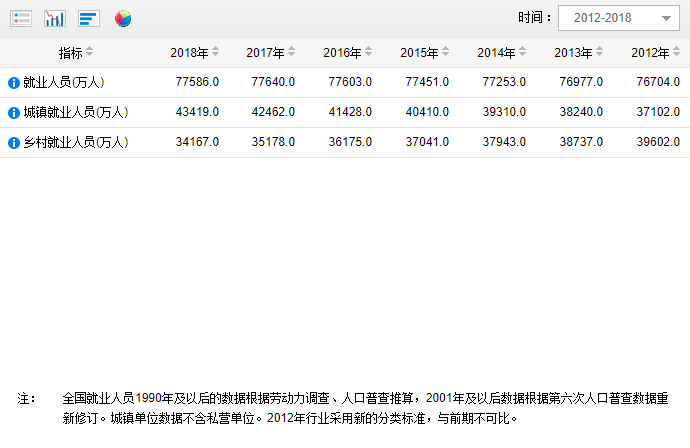 时间： 2012-2018
指标 2018年 2017年 2016年 2015年 2014年 2013年 2012年
就业人员(万人) 77586.0 77640.0 77603.0 77451.0 77253.0 76977.0 76704.0
城镇就业人员(万人) 43419.0 42462.0 41428.0 40410.0 39310.0 38240.0 37102.0
乡村就业人员(万人) 34167.0 35178.0 36175.0 37041.0 37943.0 38737.0 39602.0
注： 全国就业人员1990年及以后的数据根据劳动力调查、人口普查推算，2001年及以后数据根据第六次人口普查数据重
新修订。城镇单位数据不含私营单位。2012年行业采用新的分类标准，与前期不可比。